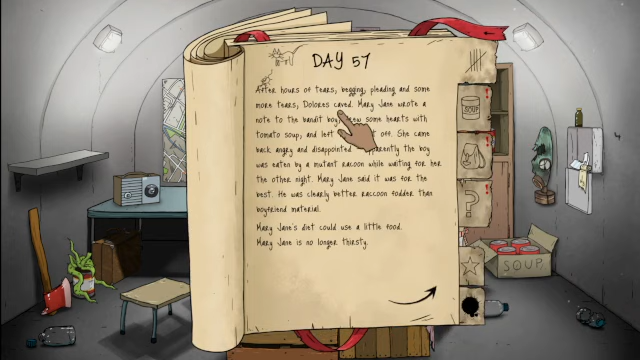 DAY 57
After hours of tears, begging, pleading and some
more tears, Dolores caved. Mary Jane wrote a
note to the bandit boy, some hearts with
tomato soup, and left off. She came
back angry and disappointed. the boy
was eaten by a mutant racoon while waiting for her
the other night. Mary Jane said it was for the
best. He was clearly better raccoon fodder than
boyfriend material.
Mary Jane's diet could use a little food.
Mary Jane is no longer thirsty.
SOUP
?
SOUP